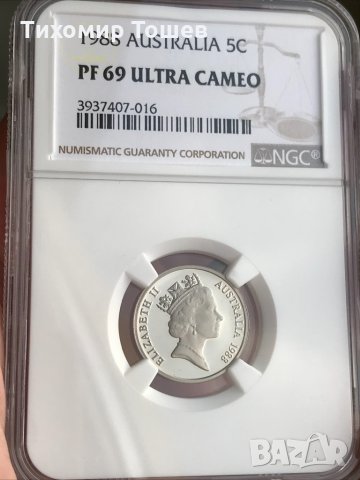 Тихомир Тошев
1988 AUSTRALIA 5C
PF 69 ULTRA CAMEO
3937407-016
NUMISMATIC GUARANTY CORPORATION NGC®
ELIZABETH II AUSTRALIA 1988
BAZAR